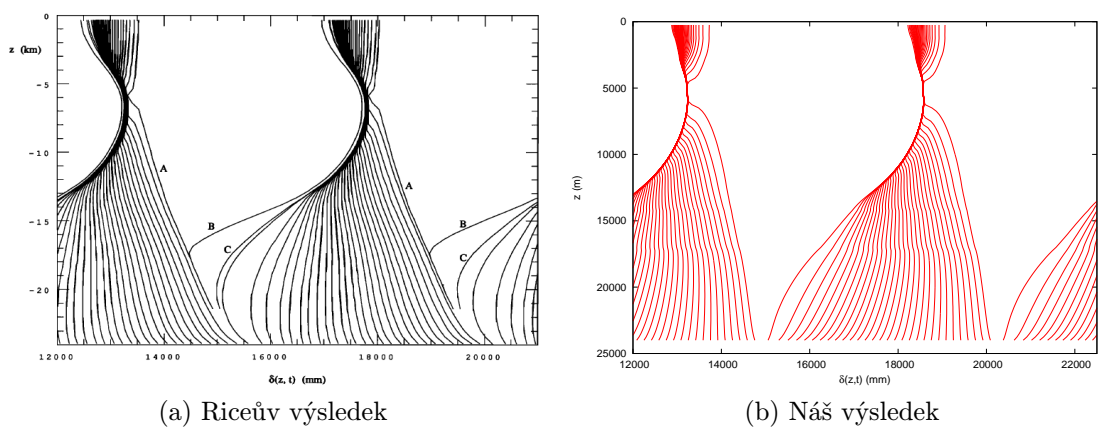 0
z (km)
-5
-10
-15
-20
A
B
C
A
B
C
12000 14000 16000 18000 20000
δ(z, t) (mm)
(a) Riceův výsledek
0
5000
10000
15000
20000
25000
z (m)
12000 14000 16000 18000 20000 22000
δ(z,t) (mm)
(b) Náš výsledek